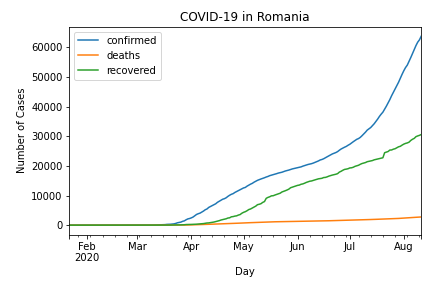 COVID-19 in Romania
confirmed
deaths
recovered
Number of Cases
60000
50000
40000
30000
20000
10000
0
Feb Mar Apr May Jun Jul Aug
2020
Day